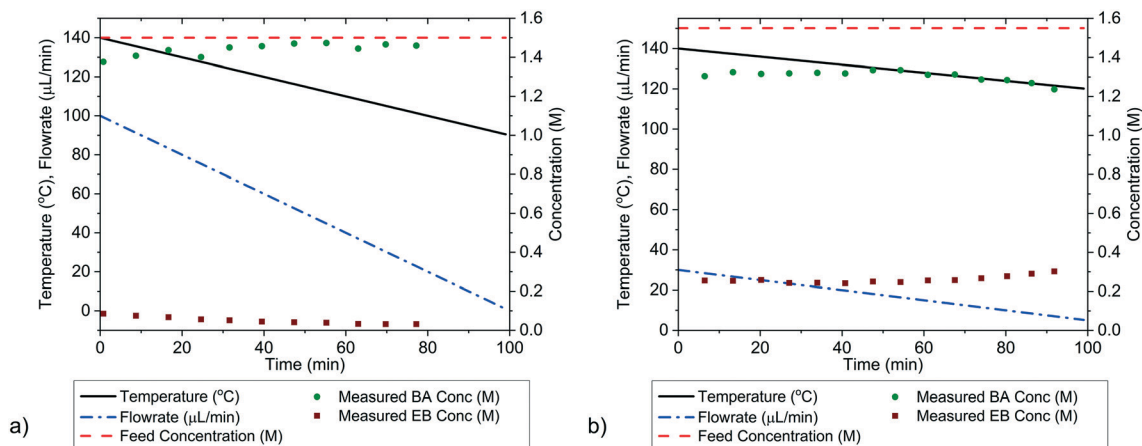 140
120
100
80
60
40
20
0
Temperature (°C), Flowrate (μL/min)
1.6
1.4
1.2
1.0
0.8
0.6
0.4
0.2
0.0
Concentration (M)
0 20 40 60 80 100
Time (min)
a)
Temperature (°C)
Flowrate (μL/min)
Feed Concentration (M)
Measured BA Conc (M)
Measured EB Conc (M)
140
120
100
80
60
40
20
0
Temperature (°C), Flowrate (μL/min)
1.6
1.4
1.2
1.0
0.8
0.6
0.4
0.2
0.0
Concentration (M)
0 20 40 60 80 100
Time (min)
b)
Temperature (°C)
Flowrate (μL/min)
Feed Concentration (M)
Measured BA Conc (M)
Measured EB Conc (M)